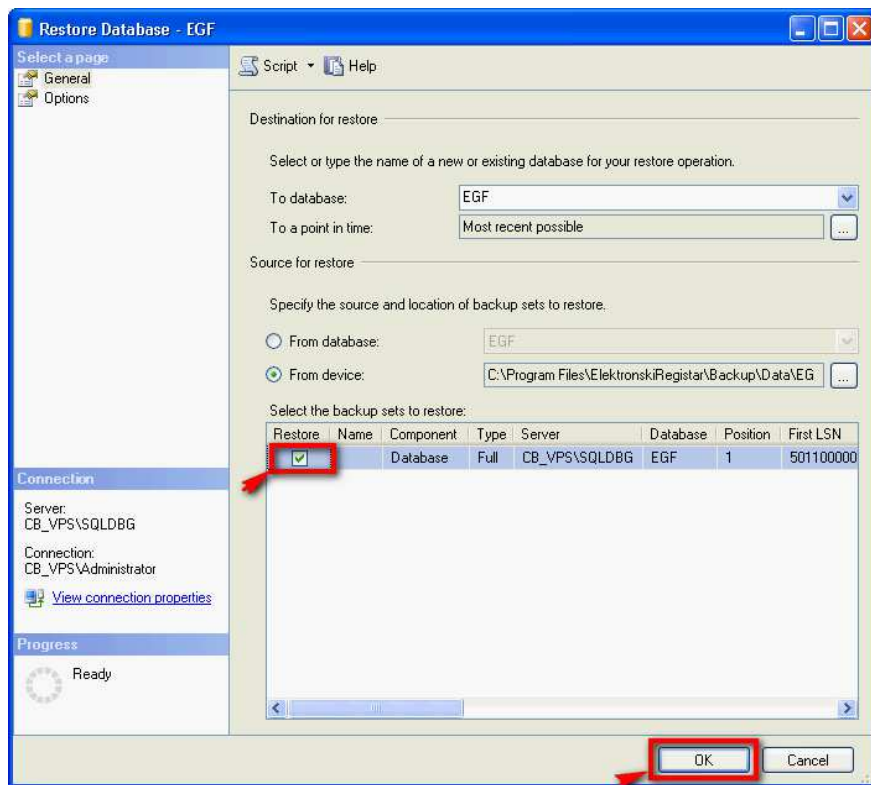 Restore Database - EGF
Select a page
General
Options
Script
Help
Destination for restore
Select or type the name of a new or existing database for your restore operation.
To database:
EGF
To a point in time:
Most recent possible
...
Source for restore
Specify the source and location of backup sets to restore.
From database:
EGF
From device:
C:\Program Files\ElektronskiRegistar\Backup\Data\EG
...
Select the backup sets to restore:
Restore Name Component Type Server Database Position First LSN
Database Full CB_VPS\SQLDBG EGF 1 501100000
Connection
Server:
CB_VPS\SQLDBG
Connection:
CB_VPS\Administrator
View connection properties
Progress
Ready
OK Cancel